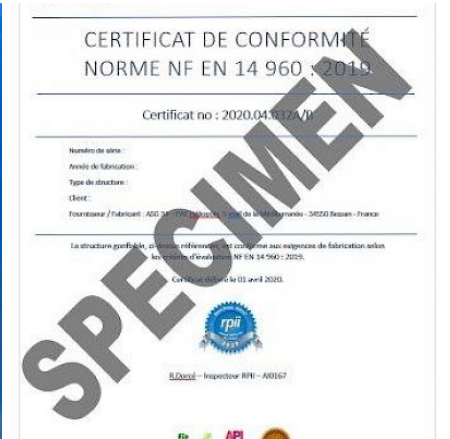 CERTIFICAT DE CONFORMITÉ
NORME NF EN 14 960 : 2019
Certificat no : 2020.04.032A/B
Numéro de série :
Année de fabrication :
Type de structure :
Client :
Fournisseur / Fabricant : ASG 34 - - 34550 Bessan - France
La structure gonflable, ci-dessus référencée, est conforme aux exigences de fabrication selon
les critères d'évaluation NF EN 14 960 : 2019.
Certificat délivré le 01 avril 2020.
rpii
R.Dorcé – Inspecteur RPII – AI0167
API
SPECIMEN